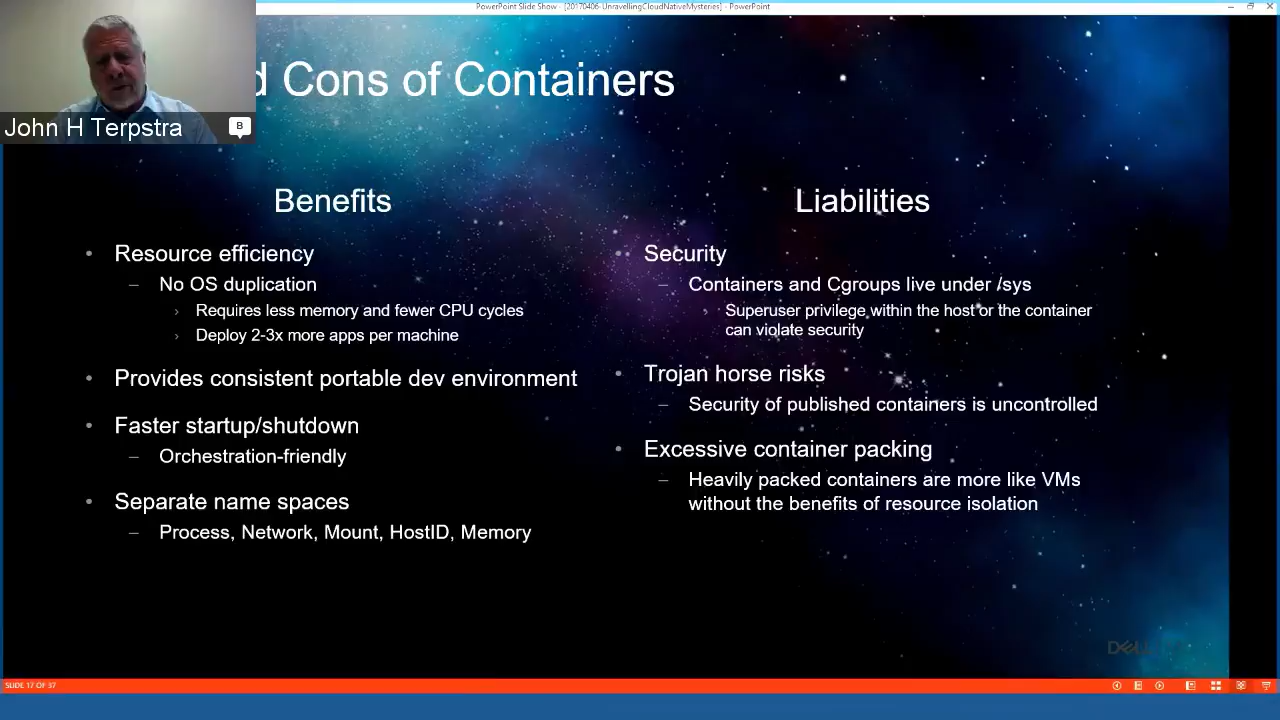 PowerPoint Slide Show - [20170406-UnravellingCloudNativeMysteries] - PowerPoint
d Cons of Containers
John H Terpstra
B
Benefits
• Resource efficiency
– No OS duplication
› Requires less memory and fewer CPU cycles
› Deploy 2-3x more apps per machine
• Provides consistent portable dev environment
• Faster startup/shutdown
– Orchestration-friendly
• Separate name spaces
– Process, Network, Mount, HostID, Memory
Liabilities
• Security
– Containers and Cgroups live under /sys
› Superuser privilege within the host or the container
can violate security
• Trojan horse risks
– Security of published containers is uncontrolled
• Excessive container packing
– Heavily packed containers are more like VMs
without the benefits of resource isolation
DELL
SLIDE 17 OF 37